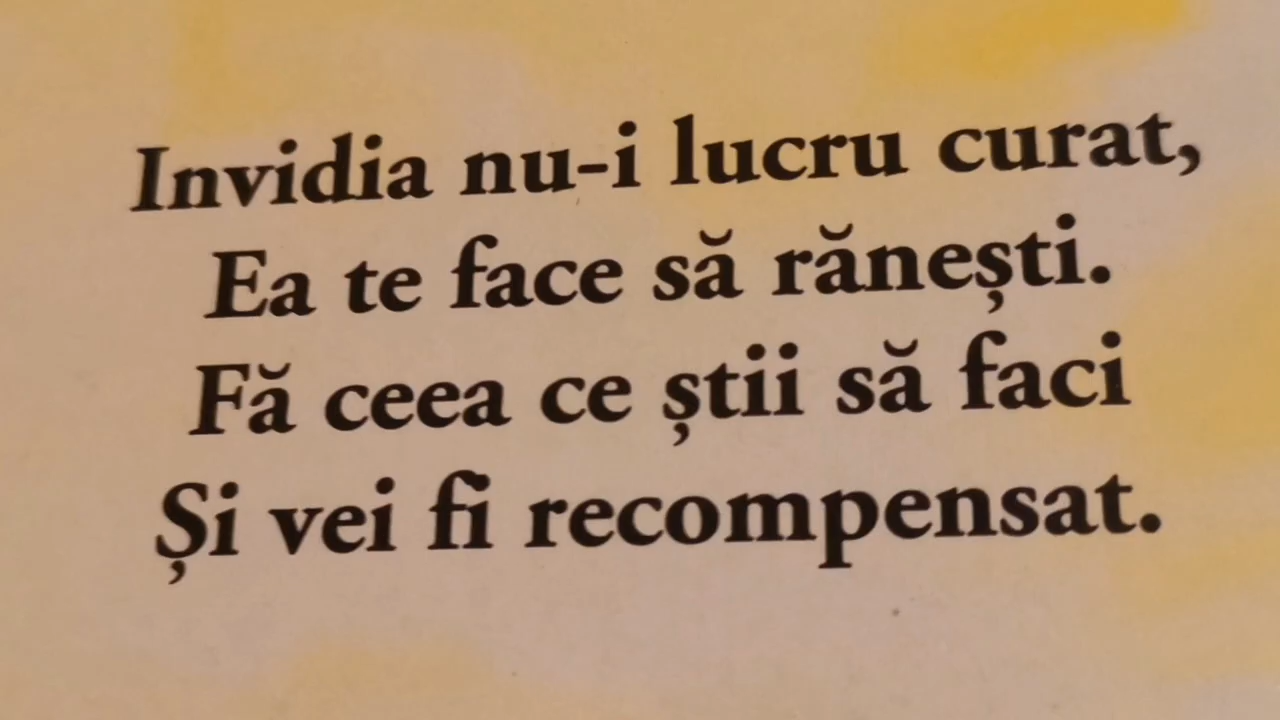 Invidia nu-i lucru curat,
Ea te face să rănești.
Fă ceea ce știi să faci
Și vei fi recompensat.